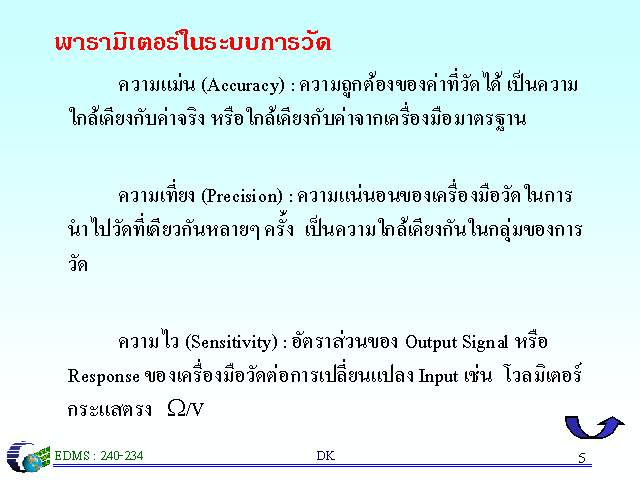 พารามิเตอร์ในระบบการวัด
ความแม่น (Accuracy) : ความถูกต้องของค่าที่วัดได้ เป็นความ
ใกล้เคียงกับค่าจริง หรือใกล้เคียงกับค่าจากเครื่องมือมาตรฐาน
ความเที่ยง (Precision) : ความแน่นอนของเครื่องมือวัดในการ
นำไปวัดที่เดียวกันหลายๆ ครั้ง เป็นความใกล้เคียงกันในกลุ่มของการ
วัด
ความไว (Sensitivity) : อัตราส่วนของ Output Signal หรือ
Response ของเครื่องมือวัดต่อการเปลี่ยนแปลง Input เช่น โวลมิเตอร์
กระแสตรง Ω/V
EDMS : 240-234 DK 5